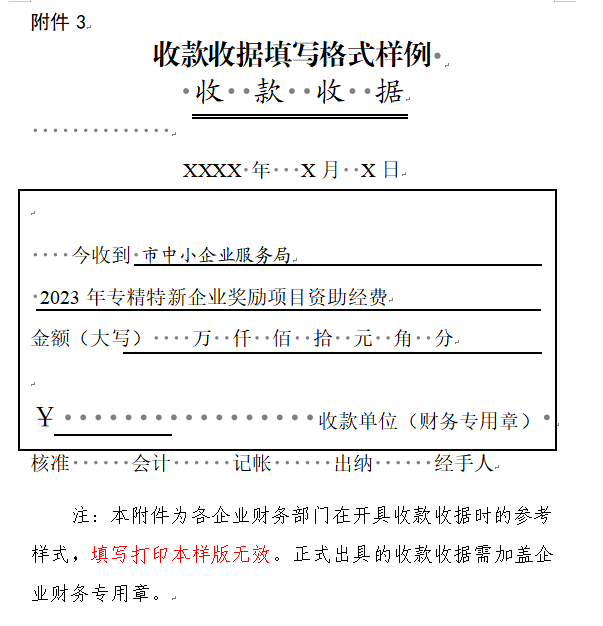 附件 3
收款收据填写格式样例
收 款 收 据
XXXX 年 X 月 X 日
今收到 市中小企业服务局
2023 年专精特新企业奖励项目资助经费
金额（大写） 万 仟 佰 拾 元 角 分
¥ 收款单位（财务专用章）
核准 会计 记帐 出纳 经手人
注：本附件为各企业财务部门在开具收款收据时的参考
样式，填写打印本样版无效。正式出具的收款收据需加盖企
业财务专用章。